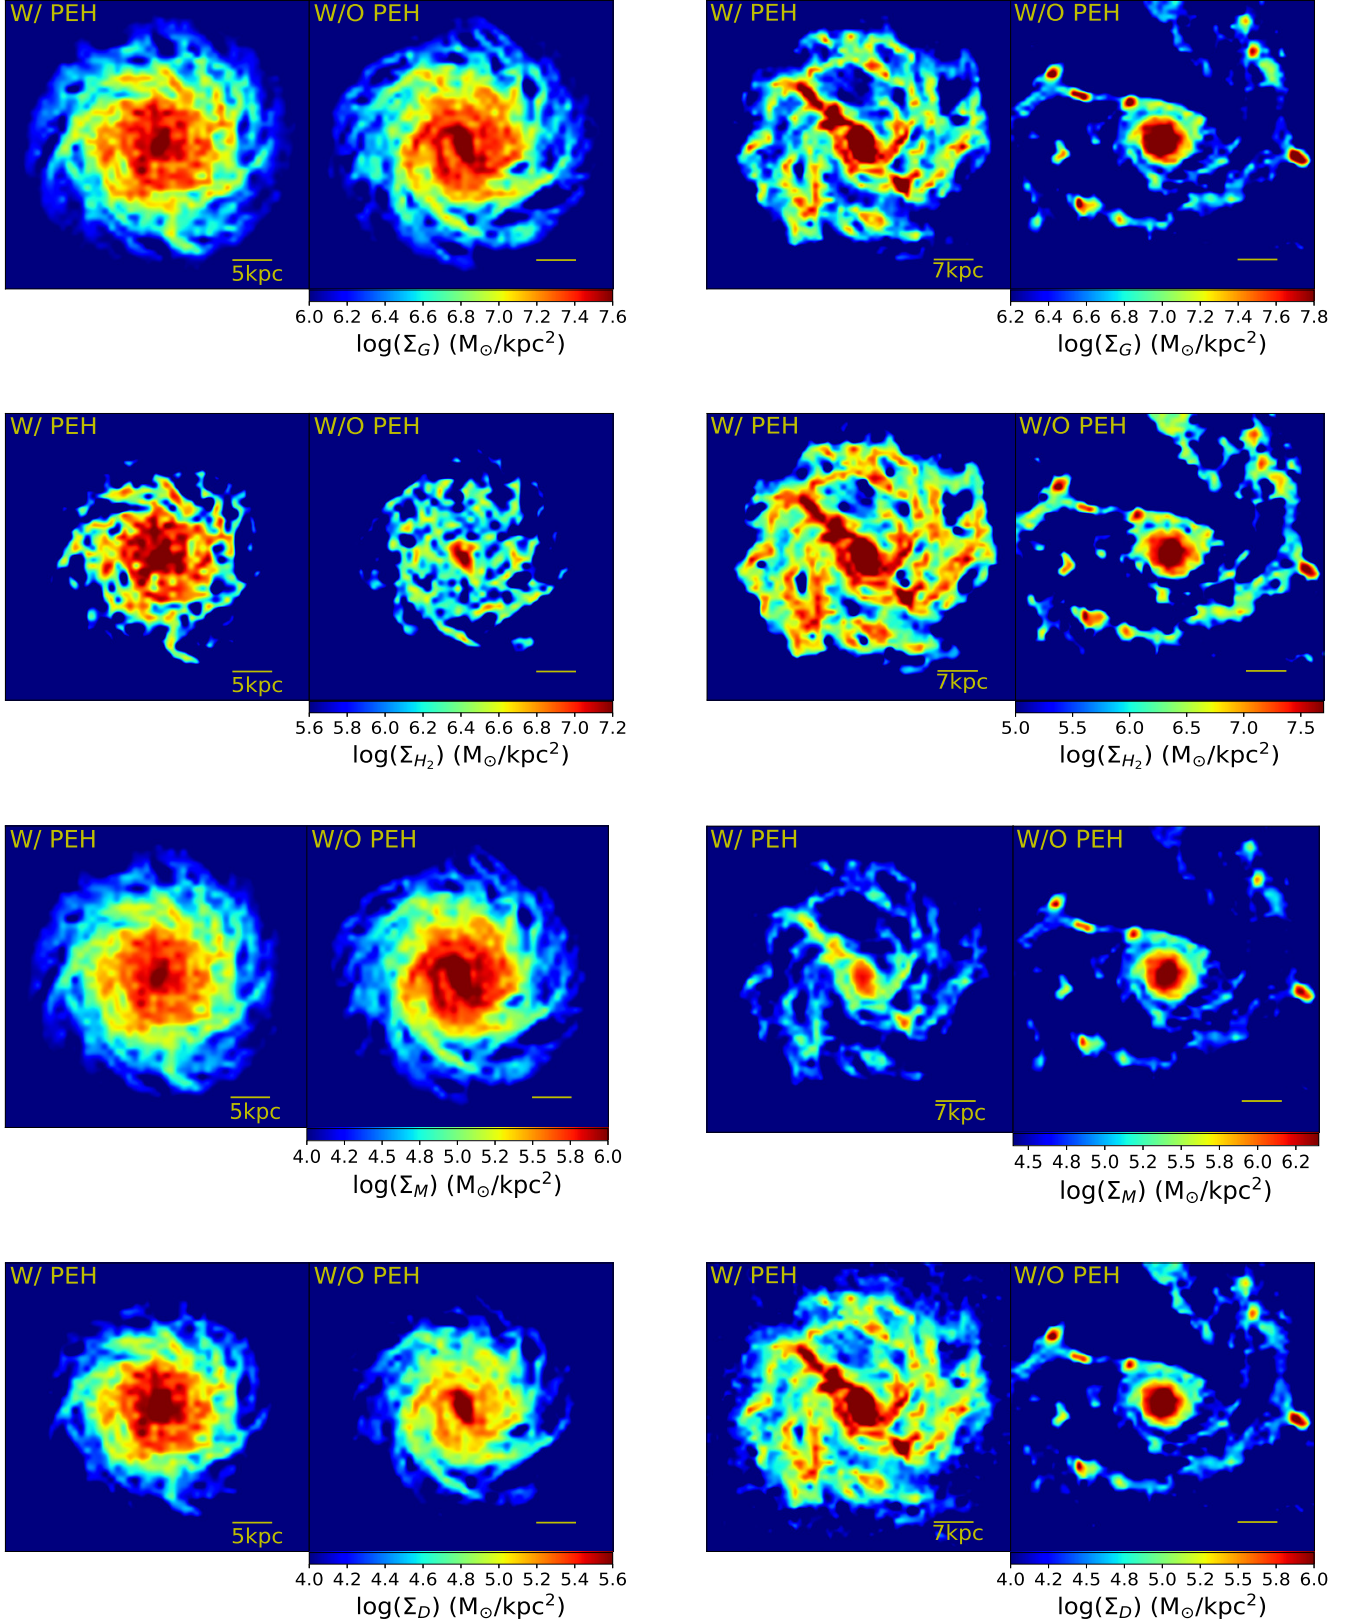 W/ PEH W/O PEH W/ PEH W/O PEH
5kpc 7kpc
6.0 6.2 6.4 6.6 6.8 7.0 7.2 7.4 7.6 6.2 6.4 6.6 6.8 7.0 7.2 7.4 7.6 7.8
log(Σ_G) (M_⊙/kpc²) log(Σ_G) (M_⊙/kpc²)
W/ PEH W/O PEH W/ PEH W/O PEH
5kpc 7kpc
5.6 5.8 6.0 6.2 6.4 6.6 6.8 7.0 7.2 5.0 5.5 6.0 6.5 7.0 7.5
log(Σ_{H₂}) (M_⊙/kpc²) log(Σ_{H₂}) (M_⊙/kpc²)
W/ PEH W/O PEH W/ PEH W/O PEH
5kpc 7kpc
4.0 4.2 4.5 4.8 5.0 5.2 5.5 5.8 6.0 4.5 4.8 5.0 5.2 5.5 5.8 6.0 6.2
log(Σ_M) (M_⊙/kpc²) log(Σ_M) (M_⊙/kpc²)
W/ PEH W/O PEH W/ PEH W/O PEH
5kpc 7kpc
4.0 4.2 4.4 4.6 4.8 5.0 5.2 5.4 5.6 4.0 4.2 4.5 4.8 5.0 5.2 5.5 5.8 6.0
log(Σ_D) (M_⊙/kpc²) log(Σ_D) (M_⊙/kpc²)